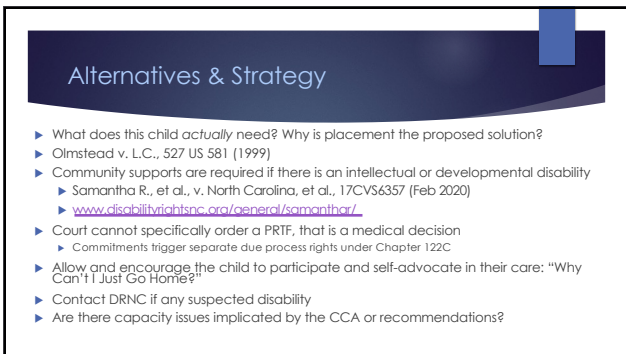 Alternatives & Strategy
What does this child actually need? Why is placement the proposed solution?
Olmstead v. L.C., 527 US 581 (1999)
Community supports are required if there is an intellectual or developmental disability
Samantha R., et al., v. North Carolina, et al., 17CVS6357 (Feb 2020)
www.disabilityrightsnc.org/general/samanthar/
Court cannot specifically order a PRTF, that is a medical decision
Commitments trigger separate due process rights under Chapter 122C
Allow and encourage the child to participate and self-advocate in their care: “Why
Can’t I Just Go Home?”
Contact DRNC if any suspected disability
Are there capacity issues implicated by the CCA or recommendations?